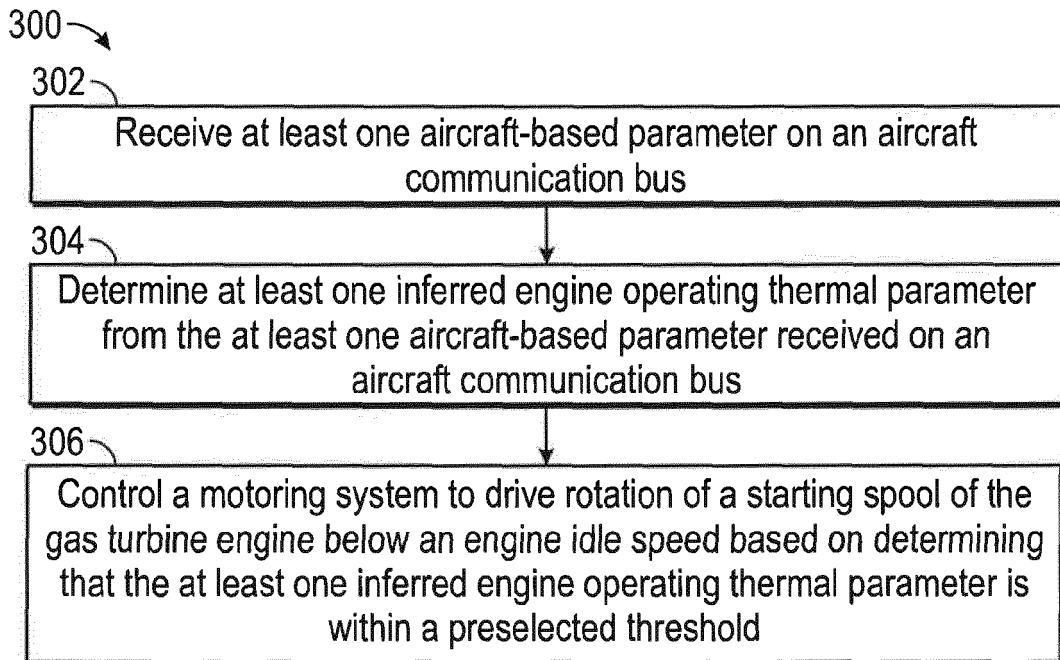 300
302
Receive at least one aircraft-based parameter on an aircraft
communication bus
304
Determine at least one inferred engine operating thermal parameter
from the at least one aircraft-based parameter received on an
aircraft communication bus
306
Control a motoring system to drive rotation of a starting spool of the
gas turbine engine below an engine idle speed based on determining
that the at least one inferred engine operating thermal parameter is
within a preselected threshold